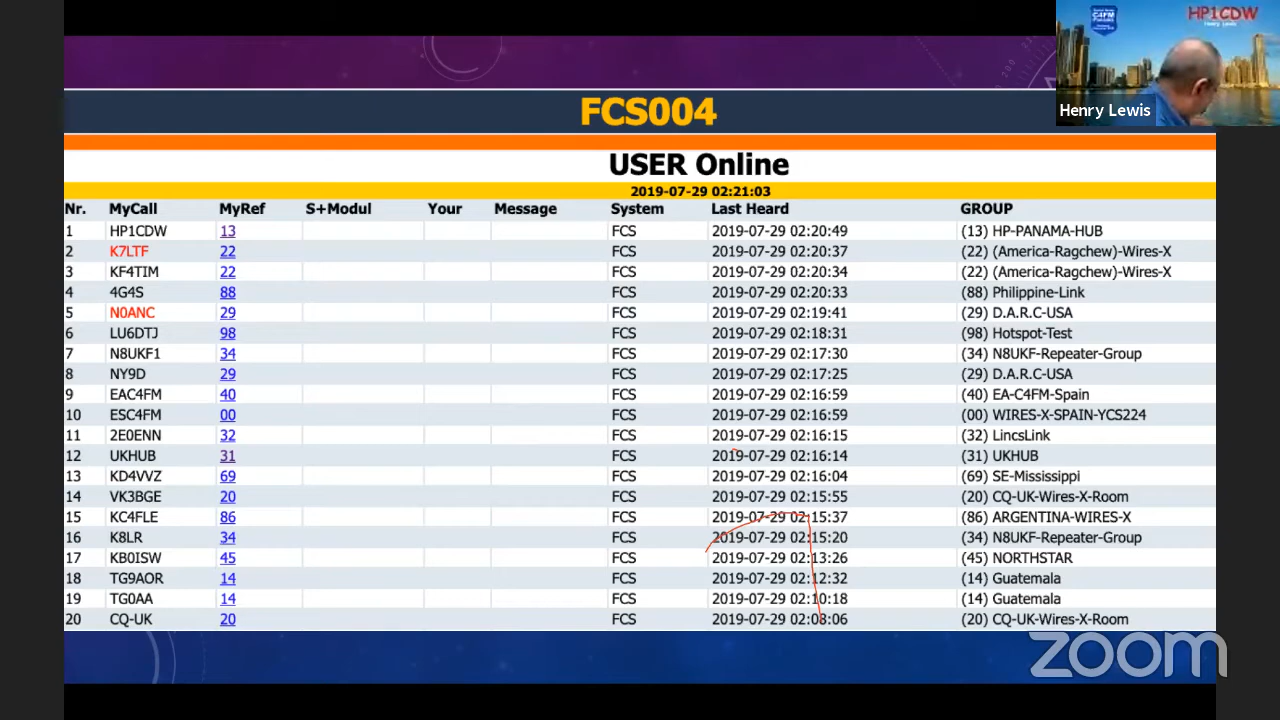 HP1CDW
Henry Lewis
C4FM
Henry Lewis
FCS004
USER Online
2019-07-29 02:21:03
Nr. MyCall MyRef S+Modul Your Message System Last Heard GROUP
1 HP1CDW 13 FCS 2019-07-29 02:20:49 (13) HP-PANAMA-HUB
2 K7LTF 22 FCS 2019-07-29 02:20:37 (22) (America-Ragchew)-Wires-X
3 KF4TIM 22 FCS 2019-07-29 02:20:34 (22) (America-Ragchew)-Wires-X
4 4G4S 88 FCS 2019-07-29 02:20:33 (88) Philippine-Link
5 N0ANC 29 FCS 2019-07-29 02:19:41 (29) D.A.R.C-USA
6 LU6DTJ 98 FCS 2019-07-29 02:18:31 (98) Hotspot-Test
7 N8UKF1 34 FCS 2019-07-29 02:17:30 (34) N8UKF-Repeater-Group
8 NY9D 29 FCS 2019-07-29 02:17:25 (29) D.A.R.C-USA
9 EAC4FM 40 FCS 2019-07-29 02:16:59 (40) EA-C4FM-Spain
10 ESC4FM 00 FCS 2019-07-29 02:16:59 (00) WIRES-X-SPAIN-YCS224
11 2E0ENN 32 FCS 2019-07-29 02:16:15 (32) LincsLink
12 UKHUB 31 FCS 2019-07-29 02:16:14 (31) UKHUB
13 KD4VVZ 69 FCS 2019-07-29 02:16:04 (69) SE-Mississippi
14 VK3BGE 20 FCS 2019-07-29 02:15:55 (20) CQ-UK-Wires-X-Room
15 KC4FLE 86 FCS 2019-07-29 02:15:37 (86) ARGENTINA-WIRES-X
16 K8LR 34 FCS 2019-07-29 02:15:20 (34) N8UKF-Repeater-Group
17 KB0ISW 45 FCS 2019-07-29 02:13:26 (45) NORTHSTAR
18 TG9AOR 14 FCS 2019-07-29 02:12:32 (14) Guatemala
19 TG0AA 14 FCS 2019-07-29 02:10:18 (14) Guatemala
20 CQ-UK 20 FCS 2019-07-29 02:08:06 (20) CQ-UK-Wires-X-Room
zoom